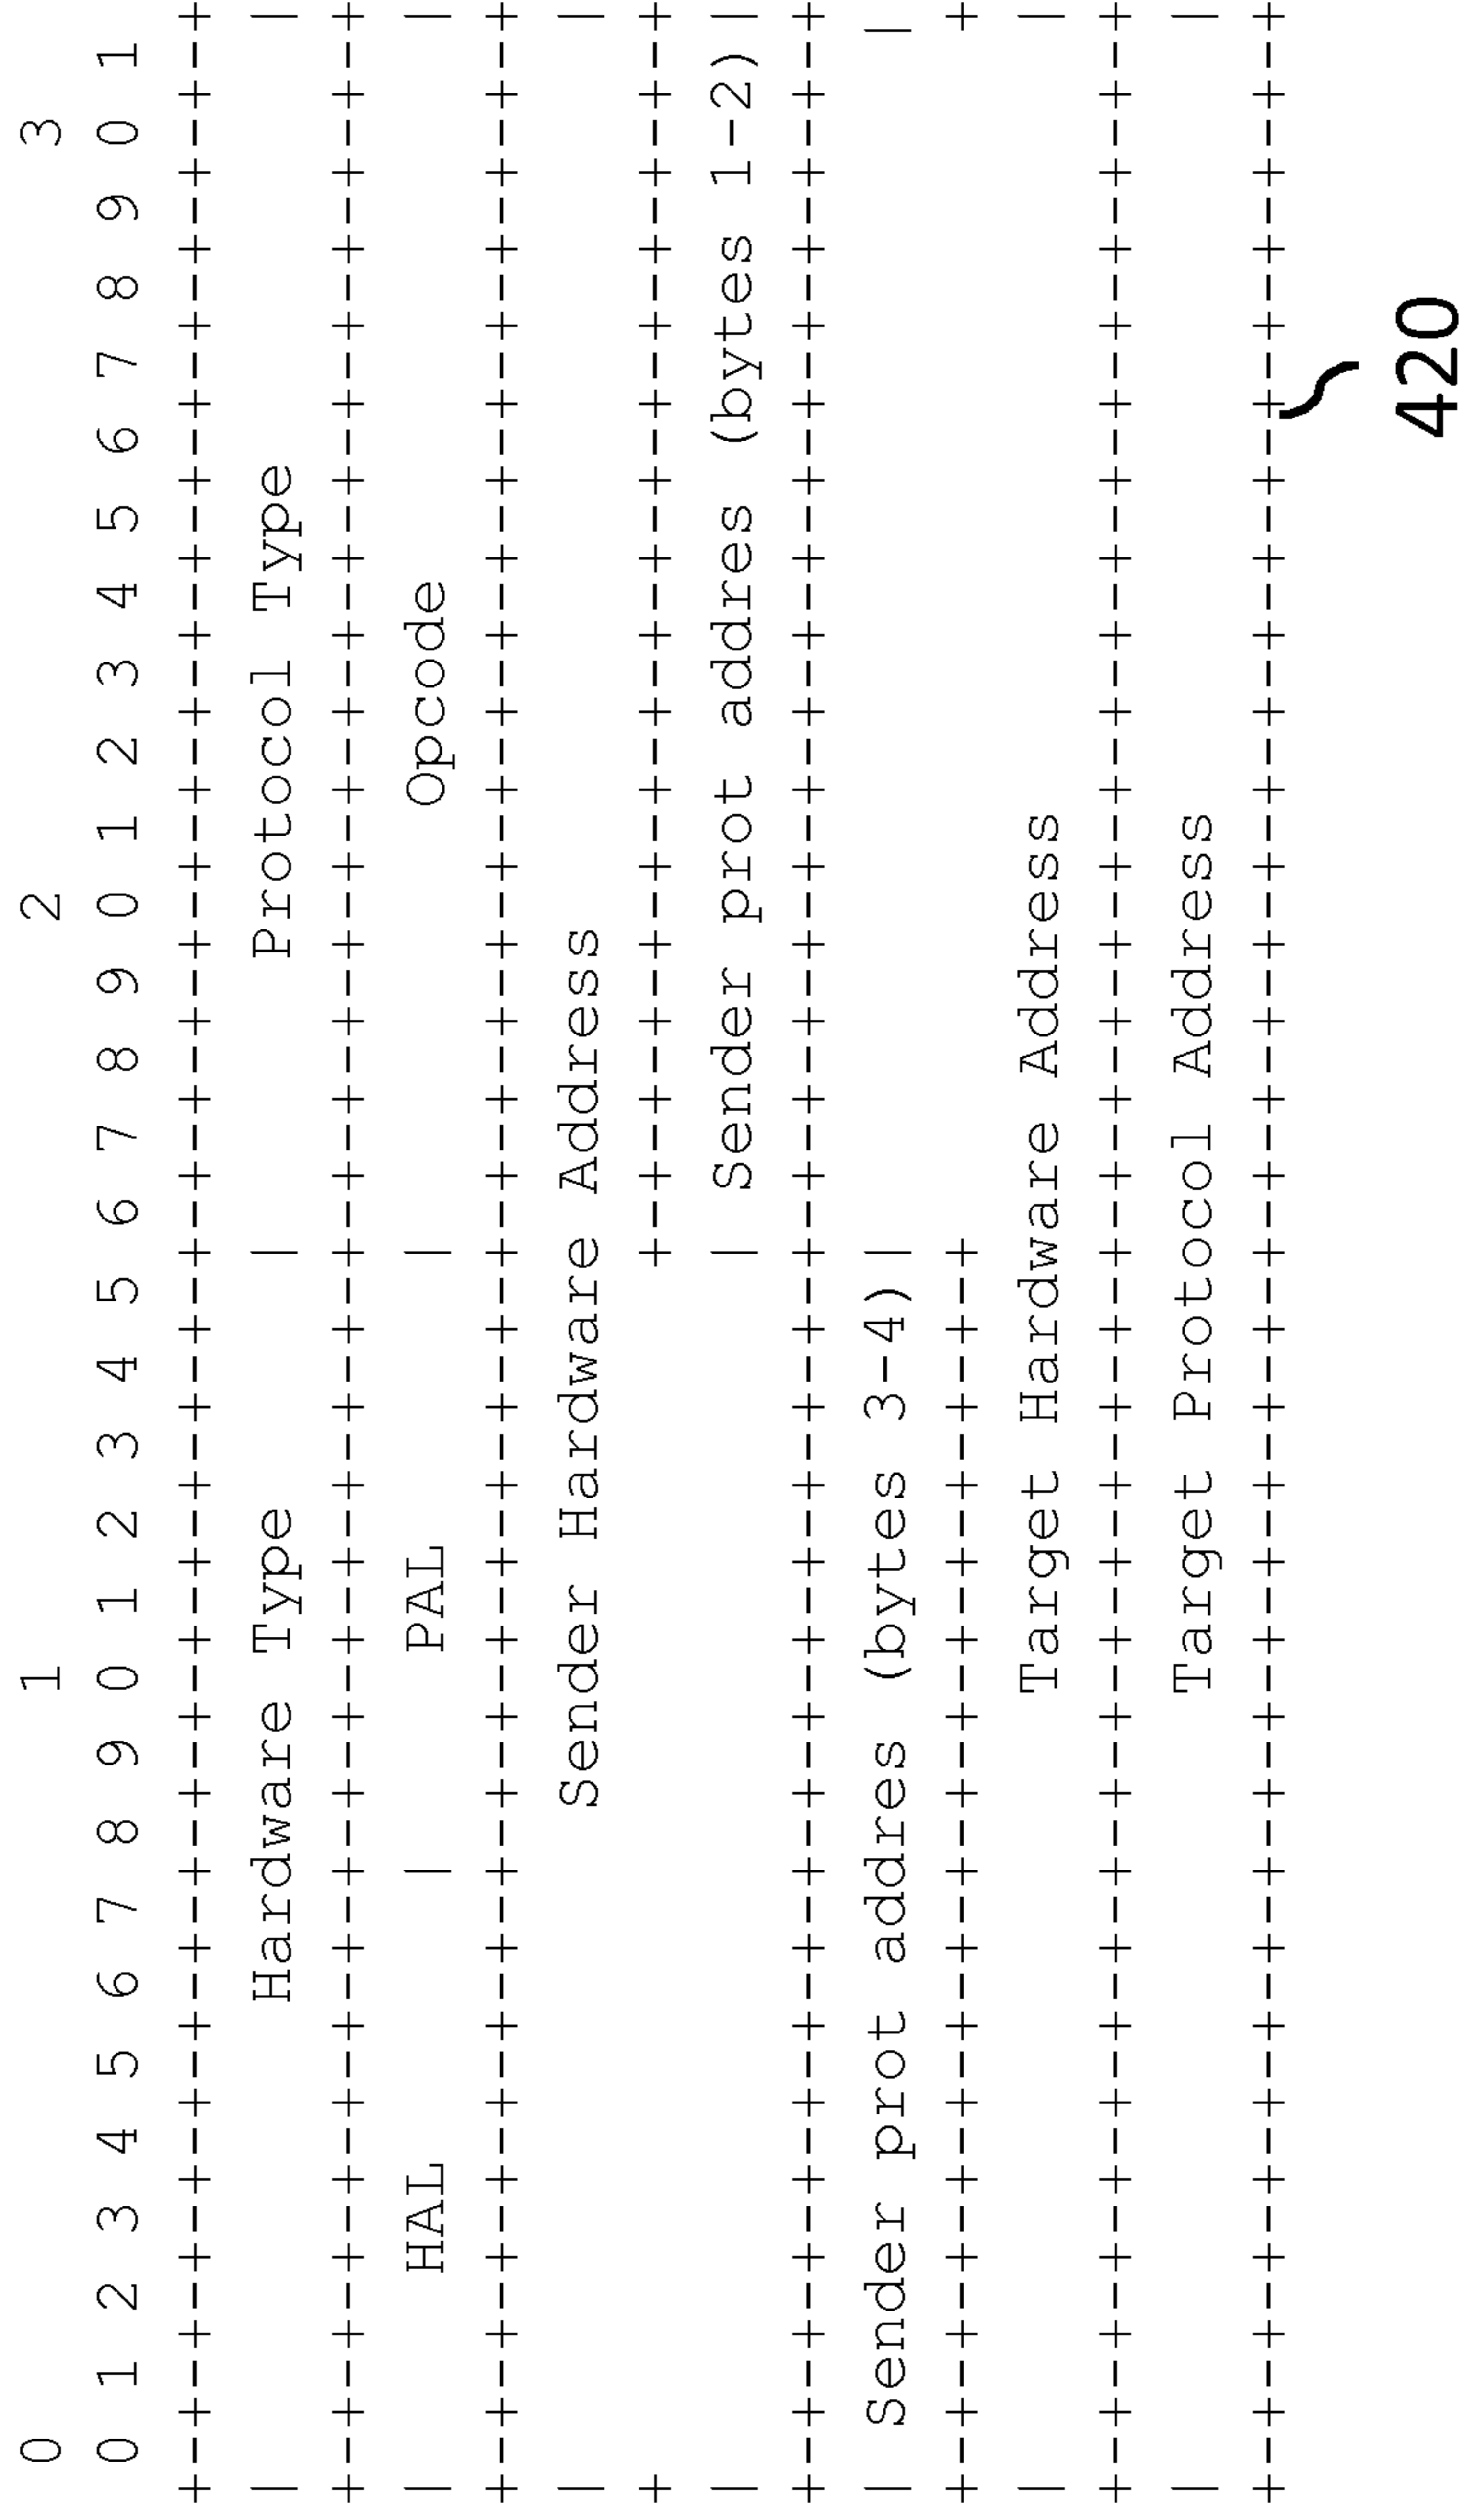 0                   1                   2                   3
0 1 2 3 4 5 6 7 8 9 0 1 2 3 4 5 6 7 8 9 0 1 2 3 4 5 6 7 8 9 0 1
+-+-+-+-+-+-+-+-+-+-+-+-+-+-+-+-+-+-+-+-+-+-+-+-+-+-+-+-+-+-+-+-+
|            Hardware Type      |       Protocol Type           |
+-+-+-+-+-+-+-+-+-+-+-+-+-+-+-+-+-+-+-+-+-+-+-+-+-+-+-+-+-+-+-+-+
|     HAL       |     PAL       |           Opcode              |
+-+-+-+-+-+-+-+-+-+-+-+-+-+-+-+-+-+-+-+-+-+-+-+-+-+-+-+-+-+-+-+-+
|                 Sender Hardware Address                       |
+                               +-+-+-+-+-+-+-+-+-+-+-+-+-+-+-+-+
|                               | Sender prot addres (bytes 1-2)|
+-+-+-+-+-+-+-+-+-+-+-+-+-+-+-+-+-+-+-+-+-+-+-+-+-+-+-+-+-+-+-+-+
| Sender prot addres (bytes 3-4)|                               |
+-+-+-+-+-+-+-+-+-+-+-+-+-+-+-+-+                               +
|                    Target Hardware Address                    |
+-+-+-+-+-+-+-+-+-+-+-+-+-+-+-+-+-+-+-+-+-+-+-+-+-+-+-+-+-+-+-+-+
|                    Target Protocol Address                    |
+-+-+-+-+-+-+-+-+-+-+-+-+-+-+-+-+-+-+-+-+-+-+-+-+-+-+-+-+-+-+-+-+
420